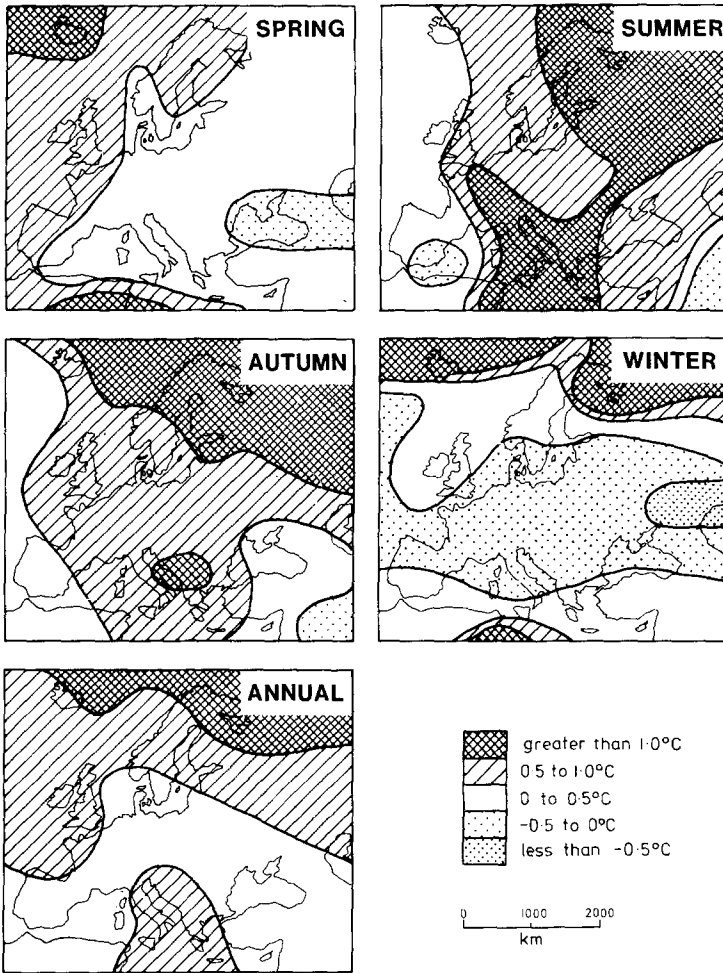 SPRING
SUMMER
AUTUMN
WINTER
ANNUAL
greater than 1·0°C
0.5 to 1·0°C
0 to 0.5°C
-0.5 to 0°C
less than -0.5°C
0 1000 2000
km